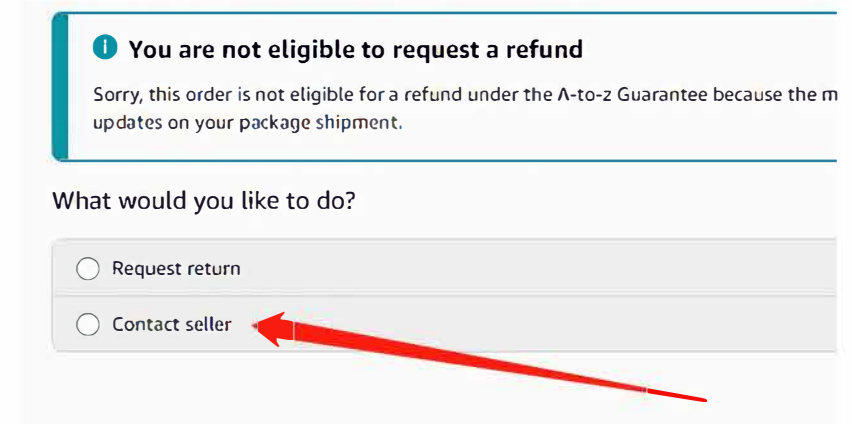 You are not eligible to request a refund
Sorry, this order is not eligible for a refund under the A-to-z Guarantee because the m
updates on your package shipment.
What would you like to do?
Request return
Contact seller